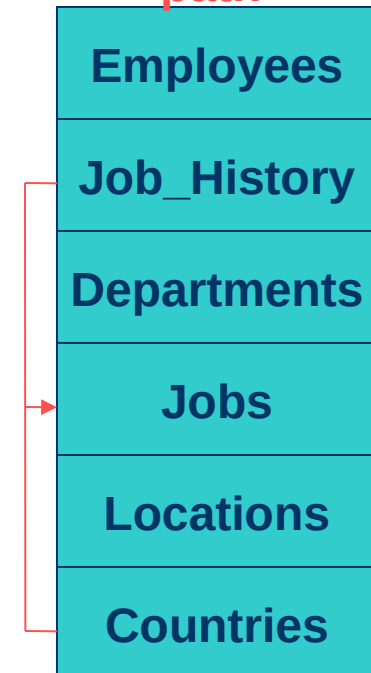 Employees
Job_History
Departments
Jobs
Locations
Countries